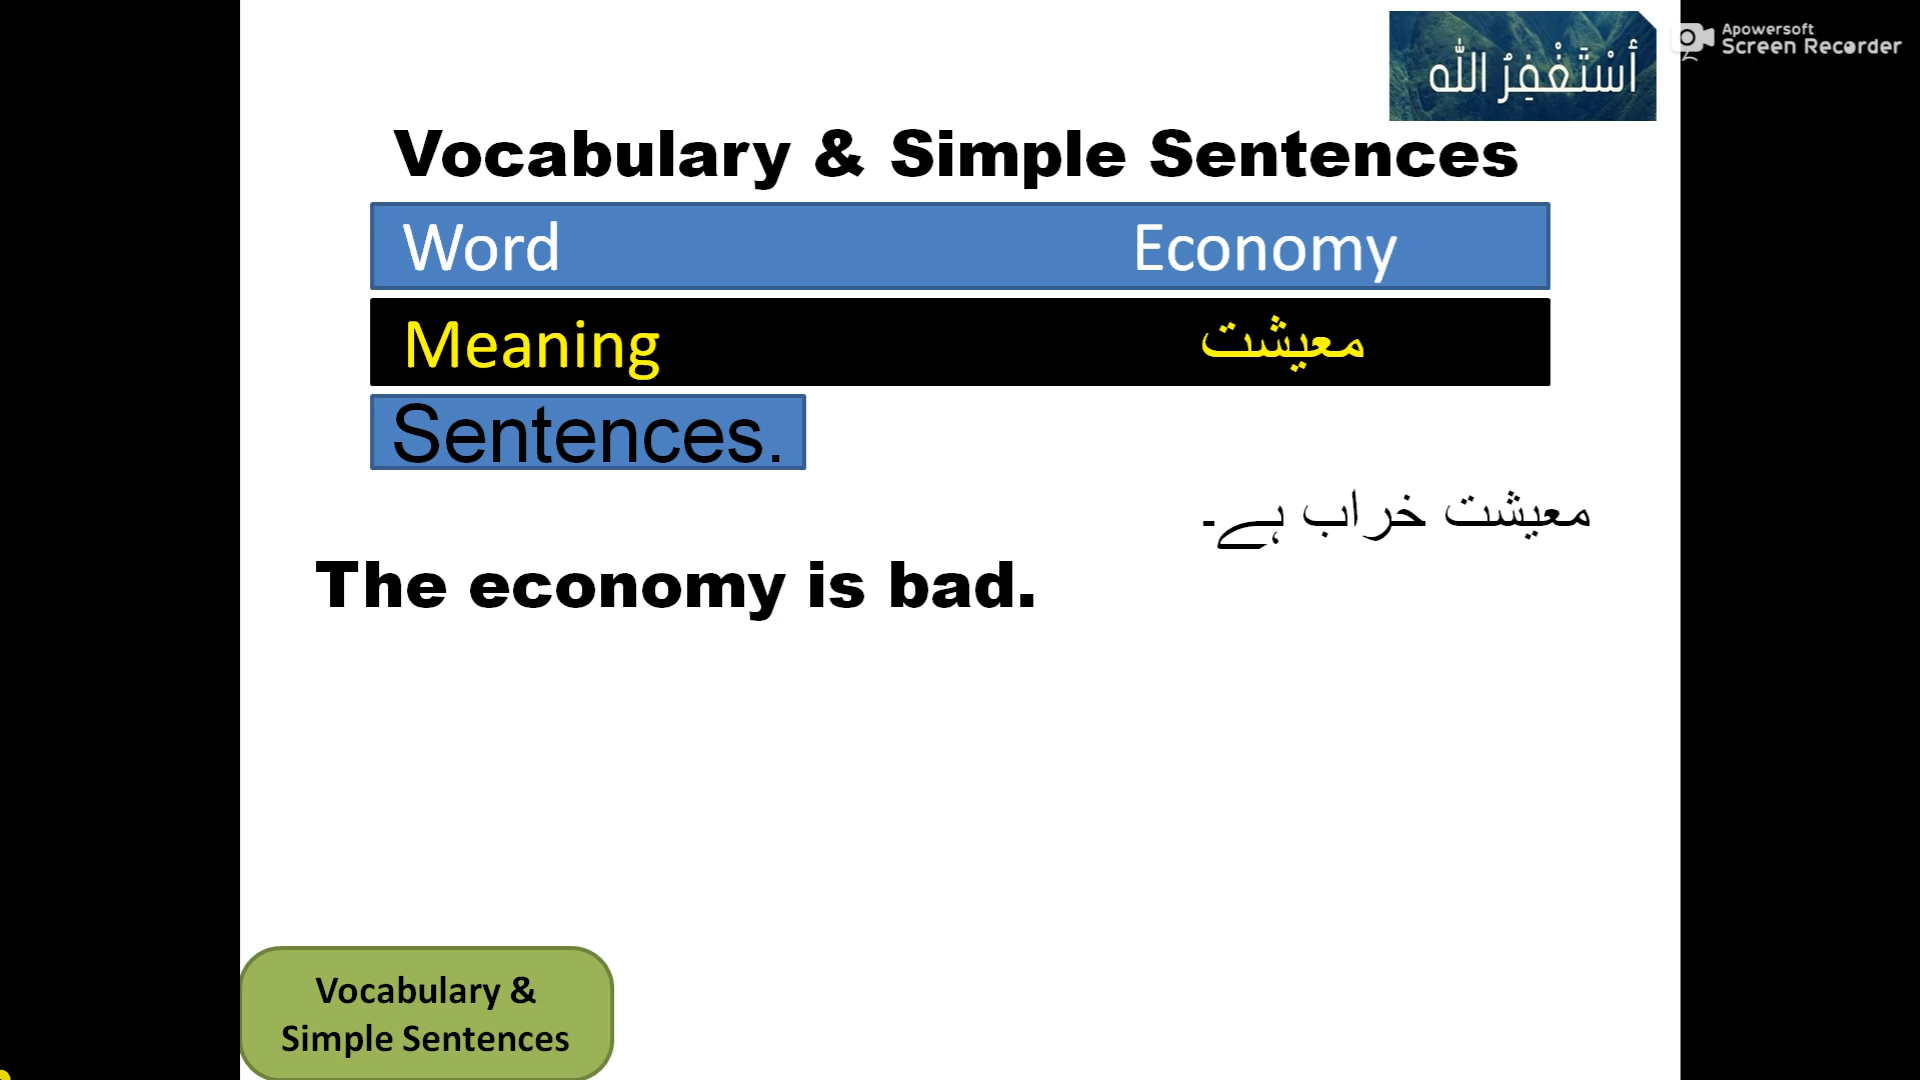 أَسْتَغْفِرُ اللّٰه
Apowersoft
Screen Recorder
Vocabulary & Simple Sentences
Word Economy
Meaning معیشت
Sentences.
معیشت خراب ہے۔
The economy is bad.
Vocabulary &
Simple Sentences